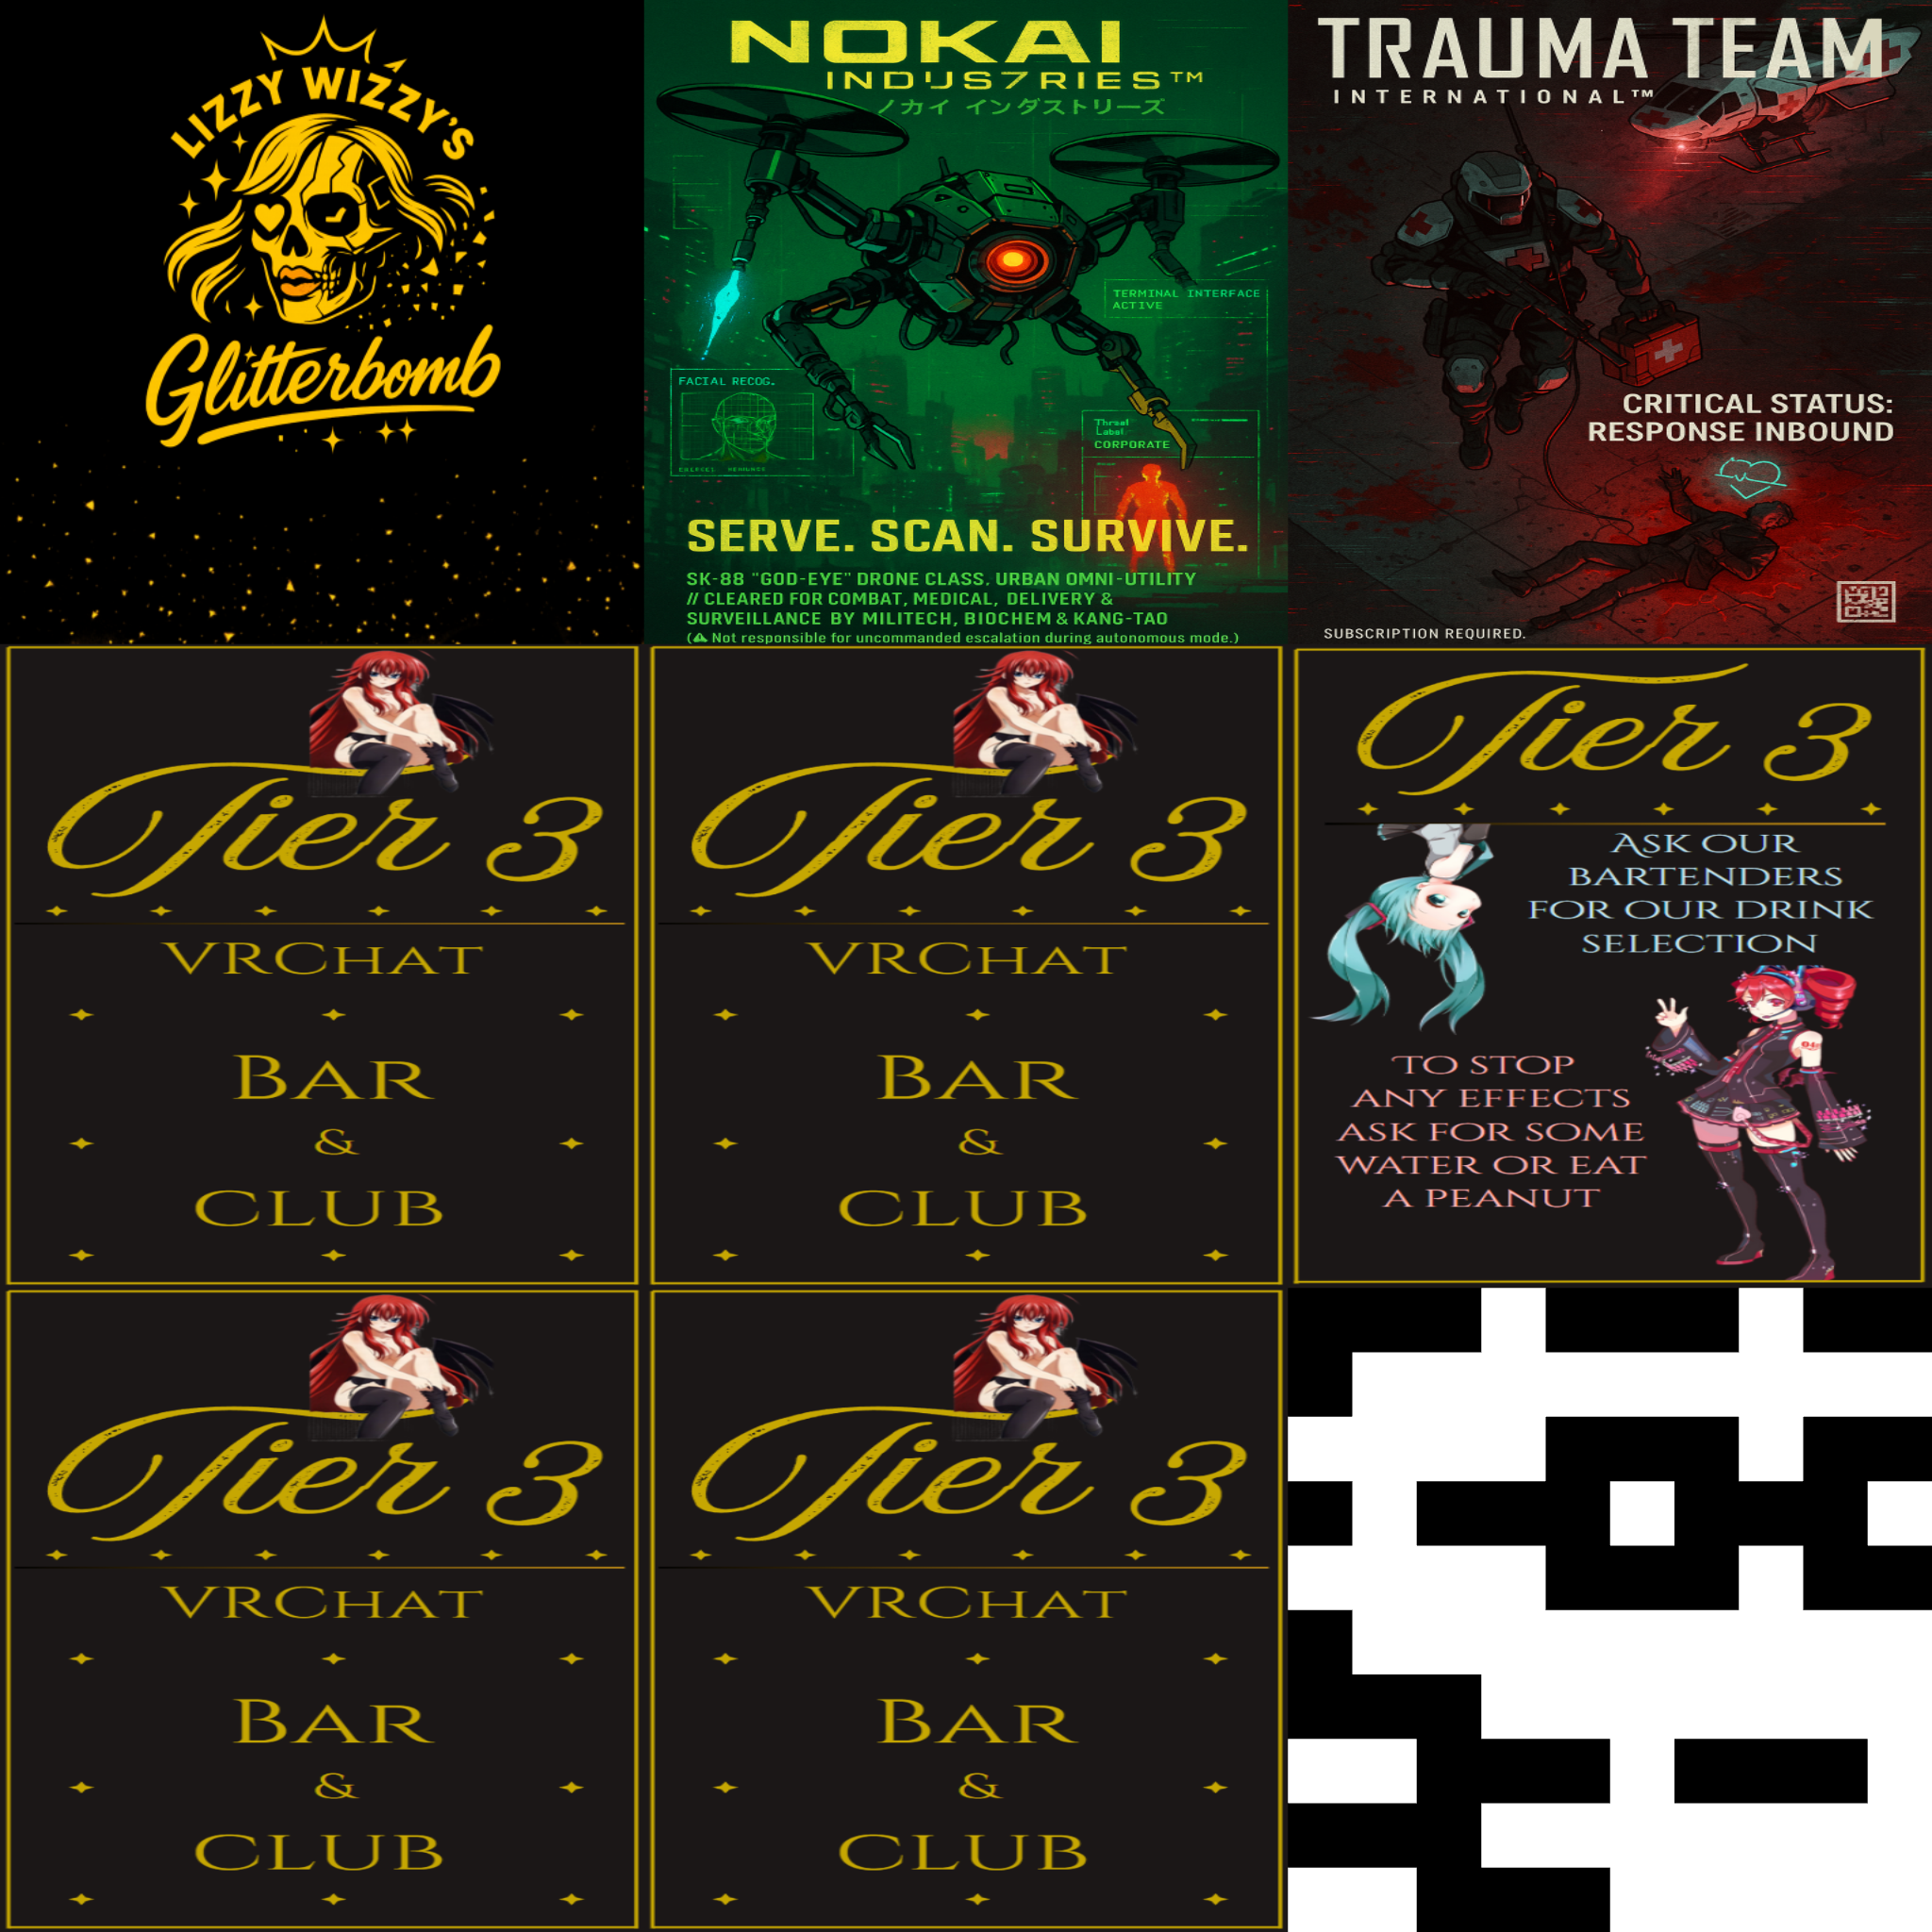 LIZZY WIZZY'S
Glitterbomb
NOKAI
INDUS7RIES™
ノカイ インダストリーズ
TERMINAL INTERFACE
ACTIVE
FACIAL RECOG.
Label
CORPORATE
SERVE. SCAN. SURVIVE.
SK-88 "GOD-EYE" DRONE CLASS, URBAN OMNI-UTILITY
// CLEARED FOR COMBAT, MEDICAL, DELIVERY &
SURVEILLANCE BY MILITECH, BIOCHEM & KANG-TAO
(⚠ Not responsible for uncommanded escalation during autonomous mode.)
TRAUMA TEAM
INTERNATIONAL™
CRITICAL STATUS:
RESPONSE INBOUND
SUBSCRIPTION REQUIRED.
Tier 3
VRCHAT
BAR
&
CLUB
Tier 3
VRCHAT
BAR
&
CLUB
Tier 3
ASK OUR
BARTENDERS
FOR OUR DRINK
SELECTION
TO STOP
ANY EFFECTS
ASK FOR SOME
WATER OR EAT
A PEANUT
Tier 3
VRCHAT
BAR
&
CLUB
Tier 3
VRCHAT
BAR
&
CLUB